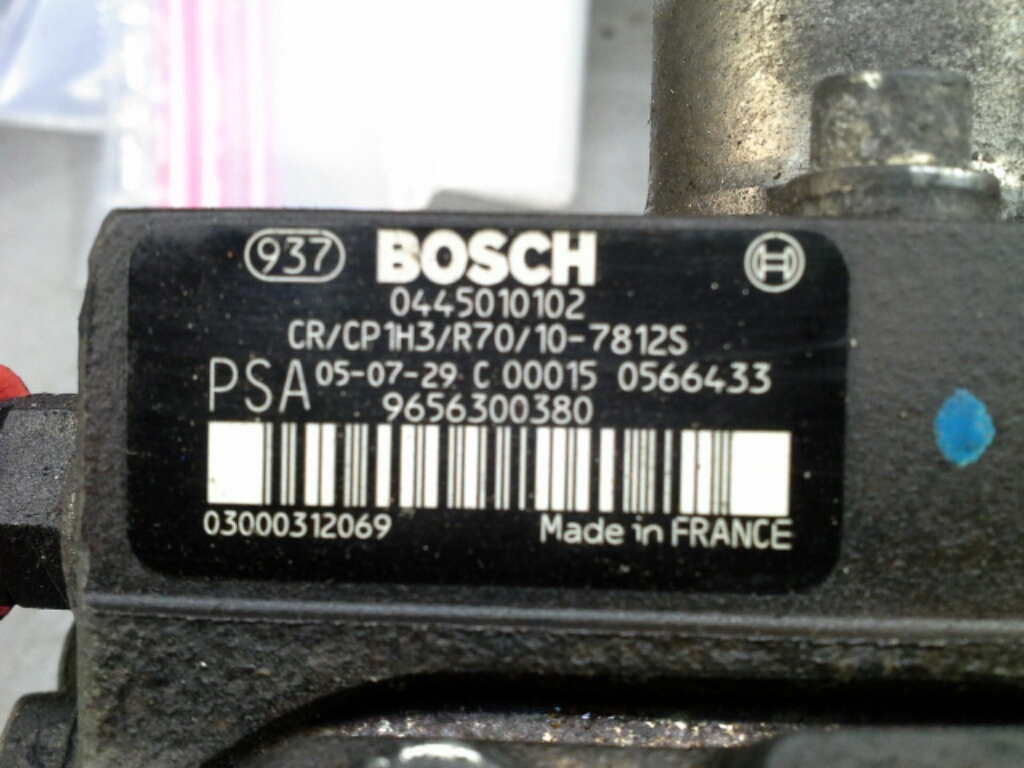 937 BOSCH
0445010102
CR/CP1H3/R70/10-7812S
PSA 05-07-29 C 00015 0566433
9656300380
03000312069 Made in FRANCE